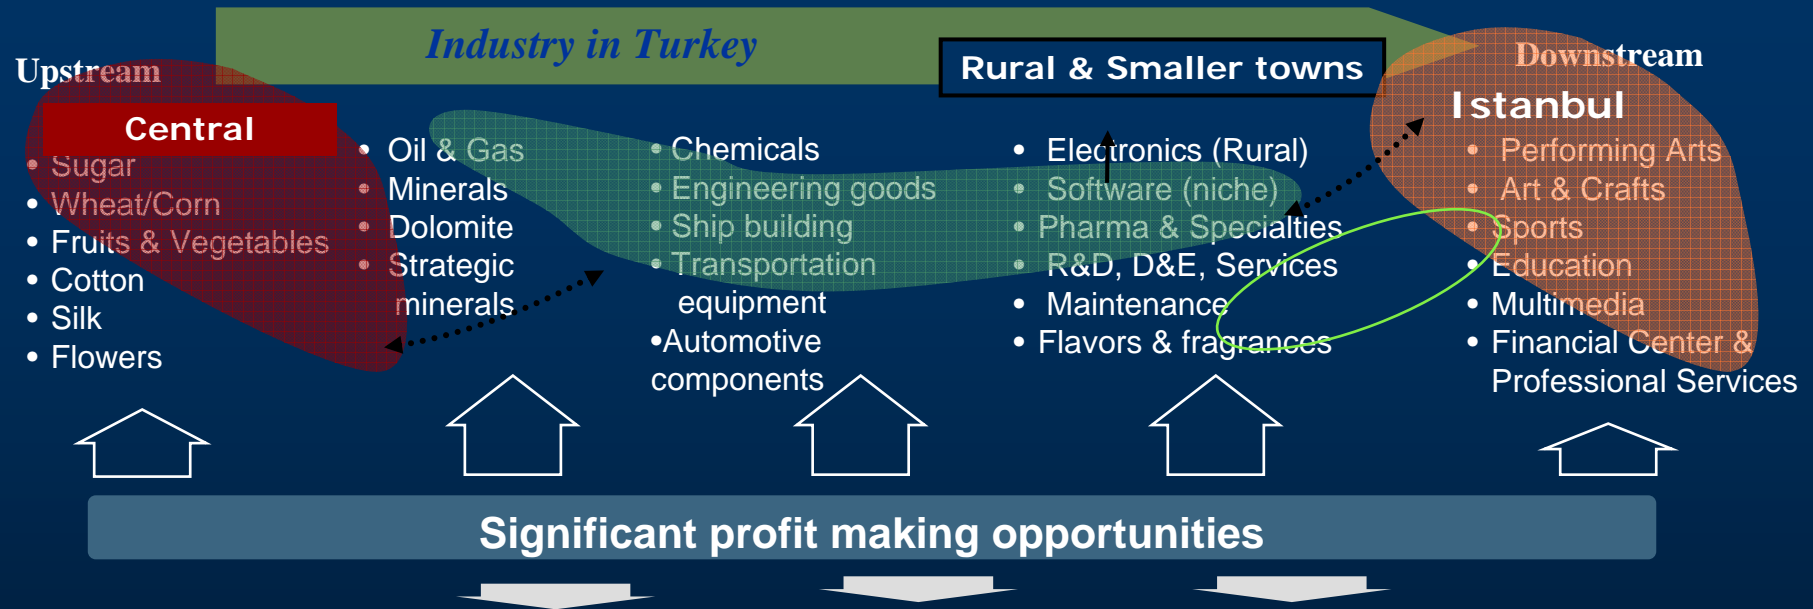 Industry in Turkey
Upstream
Downstream
Rural & Smaller towns
Central
• Sugar
• Wheat/Corn
• Fruits & Vegetables
• Cotton
• Silk
• Flowers
• Oil & Gas
• Minerals
• Dolomite
• Strategic
minerals
• Chemicals
• Engineering goods
• Ship building
• Transportation
equipment
•Automotive
components
• Electronics (Rural)
• Software (niche)
• Pharma & Specialties
• R&D, D&E, Services
• Maintenance
• Flavors & fragrances
Istanbul
• Performing Arts
• Art & Crafts
• Sports
• Education
• Multimedia
• Financial Center &
Professional Services
Significant profit making opportunities